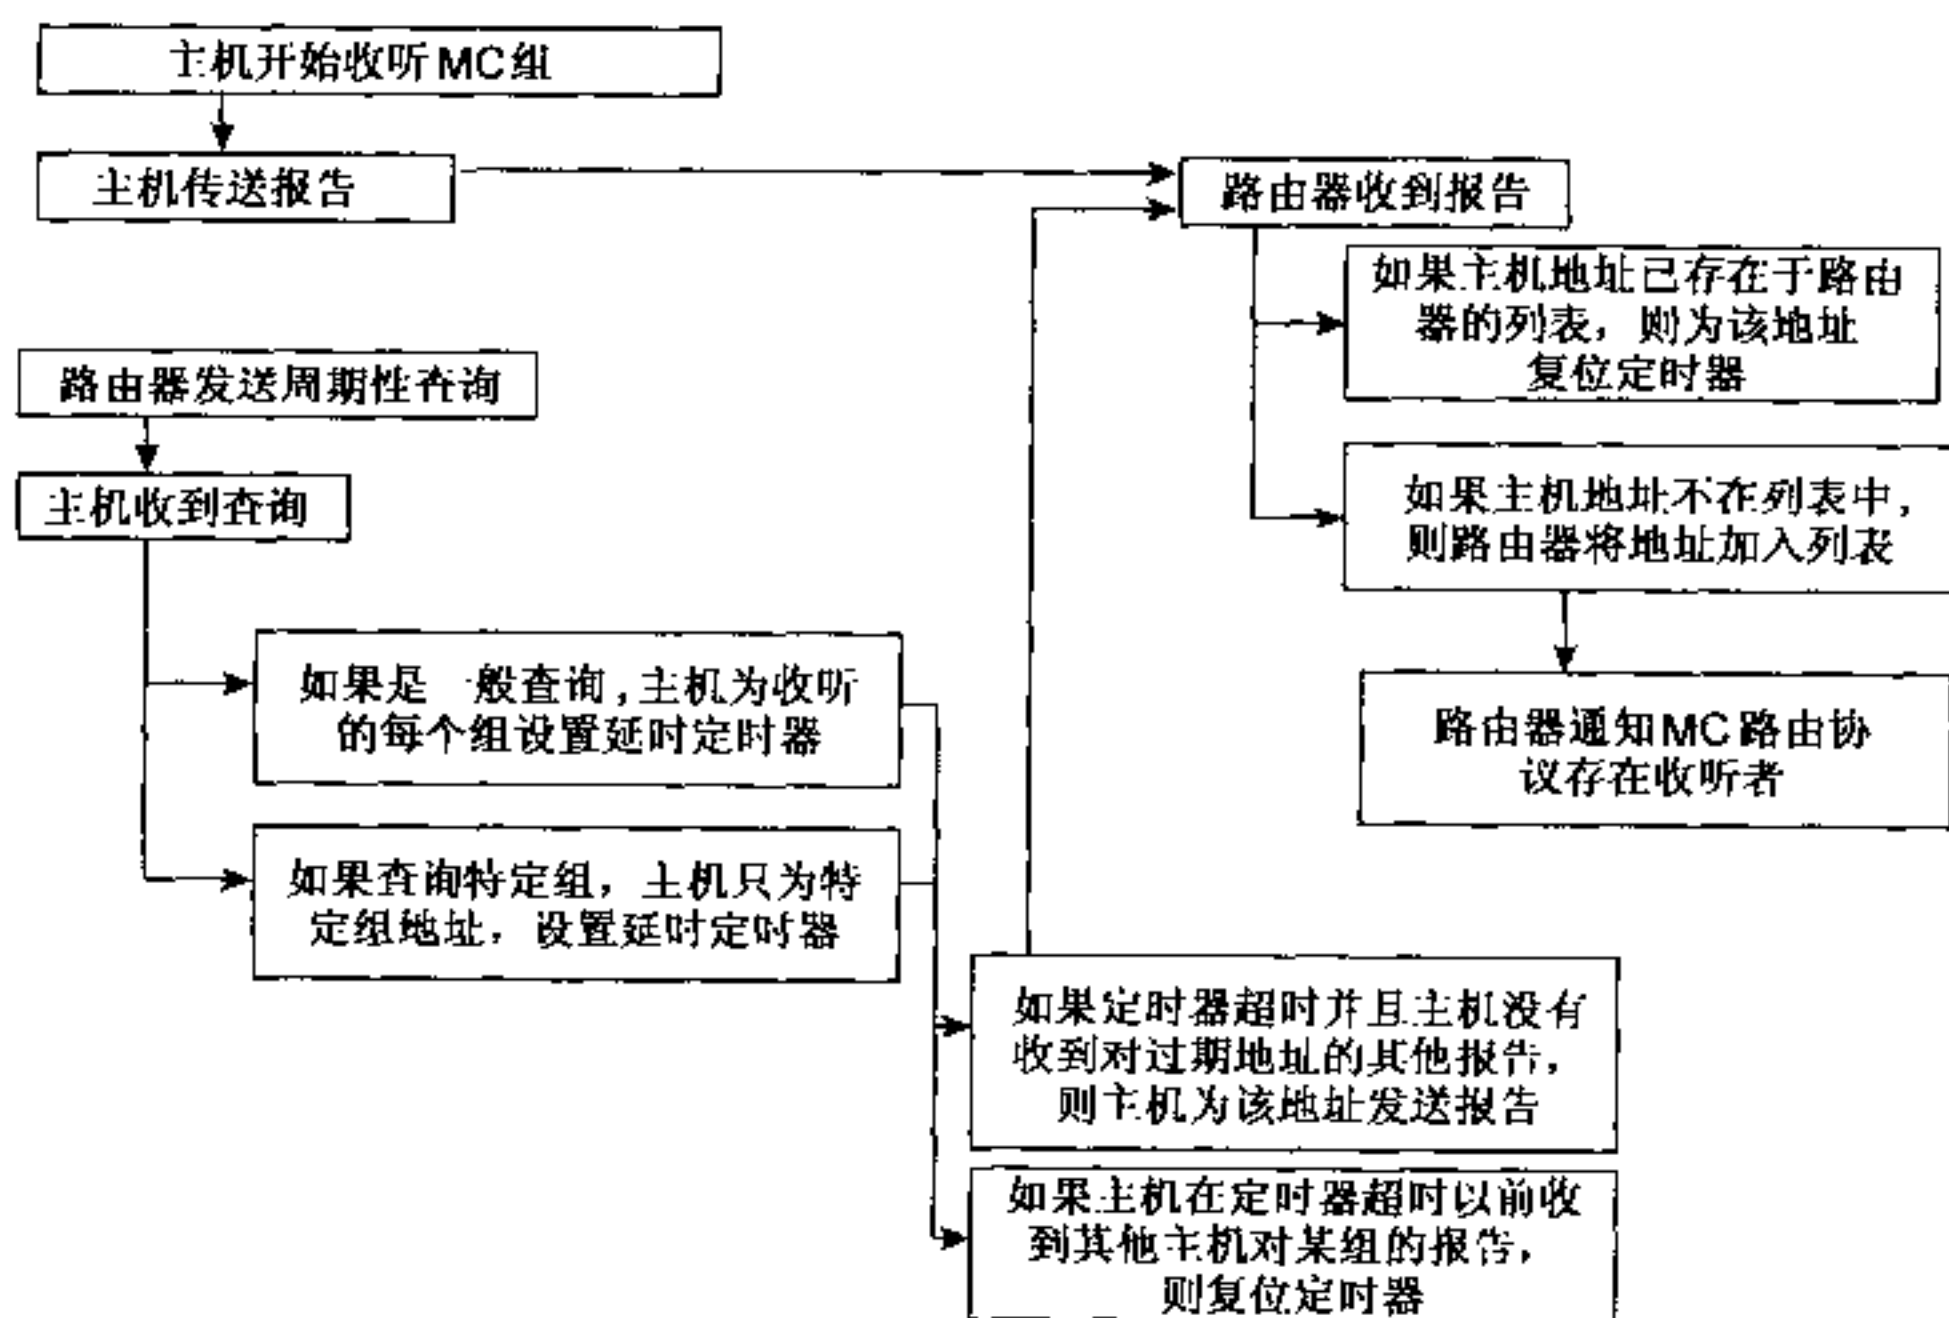 主机开始收听MC组
主机传送报告
路由器收到报告
如果主机地址已存在于路由
器的列表，则为该地址
复位定时器
路由器发送周期性查询
主机收到查询
如果主机地址不在列表中，
则路由器将地址加入列表
如果是一般查询，主机为收听
的每个组设置延时定时器
路由器通知MC路由协
议存在收听者
如果查询特定组，主机只为特
定组地址，设置延时定时器
如果定时器超时并且主机没有
收到对过期地址的其他报告，
则主机为该地址发送报告
如果主机在定时器超时以前收
到其他主机对某组的报告，
则复位定时器